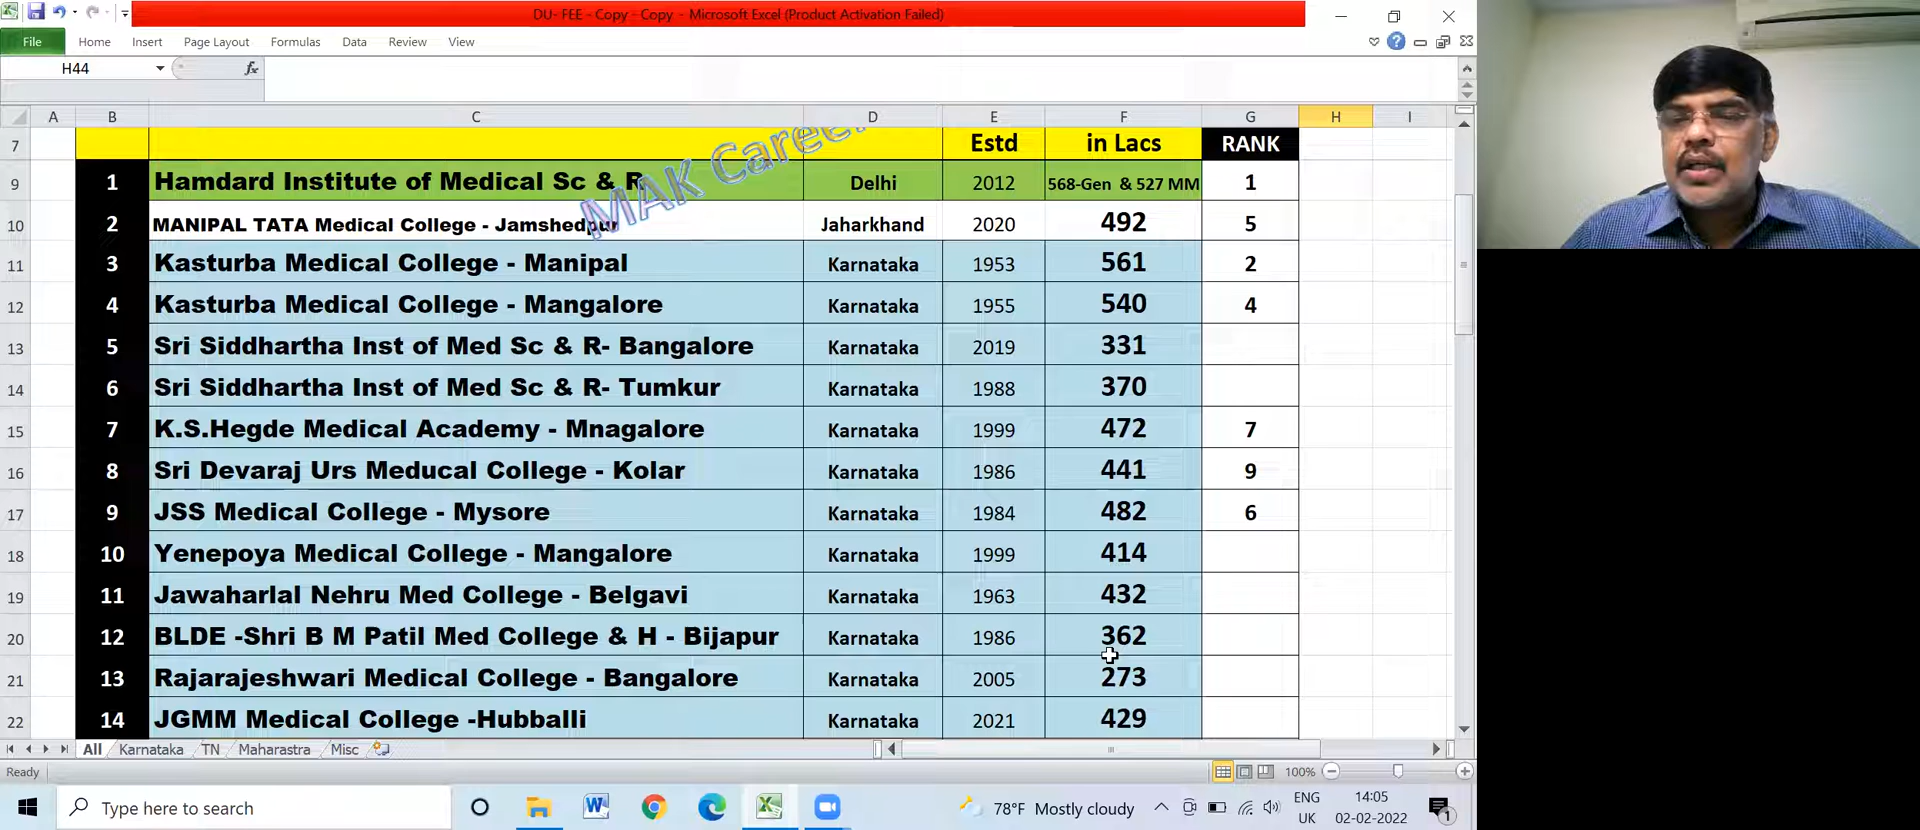 DU- FEE - Copy - Copy - Microsoft Excel (Product Activation Failed)
File Home Insert Page Layout Formulas Data Review View
H44 fx
A B C D E F G H I
7 Estd in Lacs RANK
9 1 Hamdard Institute of Medical Sc & R Delhi 2012 568-Gen & 527 MM 1
MAK Career
10 2 MANIPAL TATA Medical College - Jamshedpur Jaharkhand 2020 492 5
11 3 Kasturba Medical College - Manipal Karnataka 1953 561 2
12 4 Kasturba Medical College - Mangalore Karnataka 1955 540 4
13 5 Sri Siddhartha Inst of Med Sc & R- Bangalore Karnataka 2019 331
14 6 Sri Siddhartha Inst of Med Sc & R- Tumkur Karnataka 1988 370
15 7 K.S.Hegde Medical Academy - Mnagalore Karnataka 1999 472 7
16 8 Sri Devaraj Urs Meducal College - Kolar Karnataka 1986 441 9
17 9 JSS Medical College - Mysore Karnataka 1984 482 6
18 10 Yenepoya Medical College - Mangalore Karnataka 1999 414
19 11 Jawaharlal Nehru Med College - Belgavi Karnataka 1963 432
20 12 BLDE -Shri B M Patil Med College & H - Bijapur Karnataka 1986 362
21 13 Rajarajeshwari Medical College - Bangalore Karnataka 2005 273
22 14 JGMM Medical College -Hubballi Karnataka 2021 429
All Karnataka TN Maharastra Misc
Ready 100%
Type here to search 78°F Mostly cloudy ENG 14:05
UK 02-02-2022 1